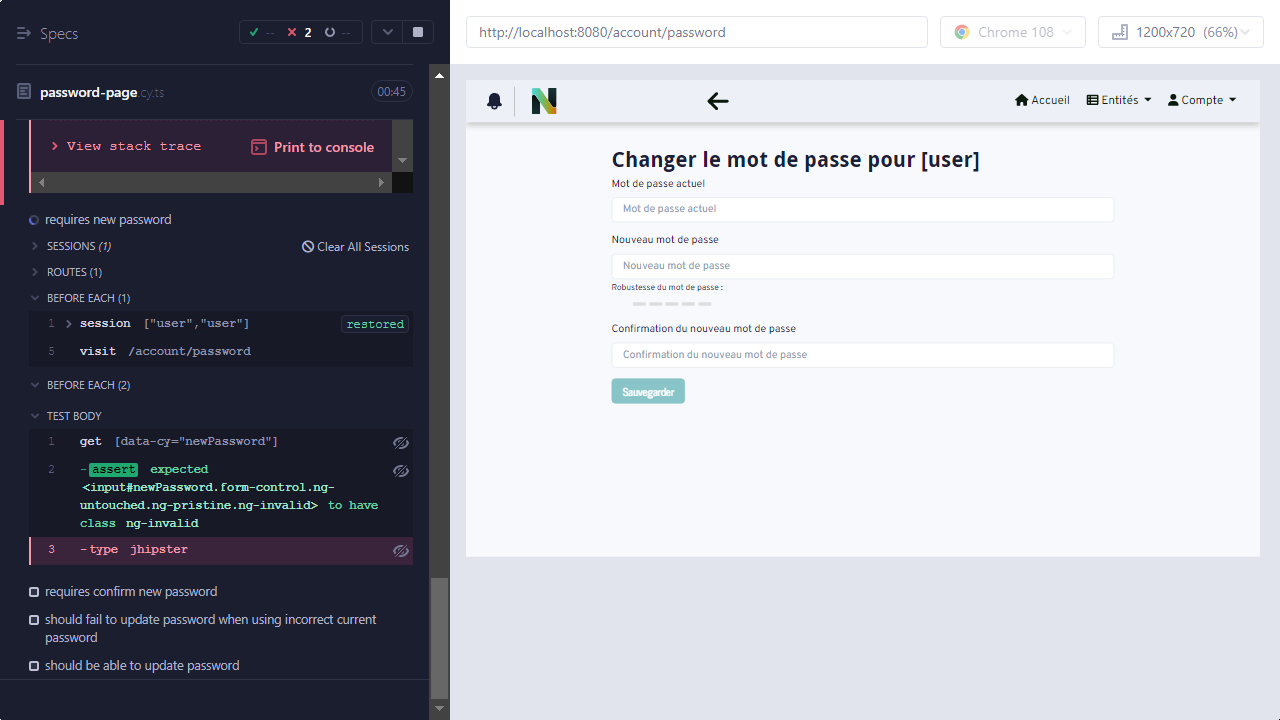 Specs
-- 2 --
password-page cy.ts
00:45
View stack trace
Print to console
requires new password
SESSIONS (1)
Clear All Sessions
ROUTES (1)
BEFORE EACH (1)
1 session ["user","user"] restored
5 visit /account/password
BEFORE EACH (2)
TEST BODY
1 get [data-cy="newPassword"]
2 -assert expected
<input#newPassword.form-control.ng-
untouched.ng-pristine.ng-invalid> to have
class ng-invalid
3 -type jhipster
requires confirm new password
should fail to update password when using incorrect current
password
should be able to update password
http://localhost:8080/account/password
Chrome 108
1200x720 (66%)
N
Accueil
Entités
Compte
Changer le mot de passe pour [user]
Mot de passe actuel
Mot de passe actuel
Nouveau mot de passe
Nouveau mot de passe
Robustesse du mot de passe :
Confirmation du nouveau mot de passe
Confirmation du nouveau mot de passe
Sauvegarder